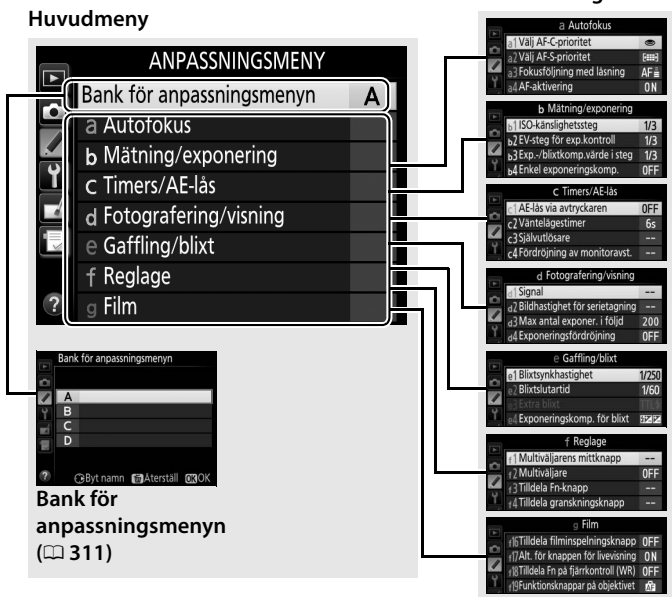 Huvudmeny
ANPASSNINGSMENY
Bank för anpassningsmenyn A
a Autofokus
b Mätning/exponering
c Timers/AE-lås
d Fotografering/visning
e Gaffling/blixt
f Reglage
g Film
Bank för anpassningsmenyn
A
B
C
D
Byt namn Återställ OK OK
Bank för
anpassningsmenyn
(311)
a Autofokus
a1 Välj AF-C-prioritet
a2 Välj AF-S-prioritet
a3 Fokusföljning med låsning AF
a4 AF-aktivering ON
b Mätning/exponering
b1 ISO-känslighetssteg 1/3
b2 EV-steg för exp.kontroll 1/3
b3 Exp.-/blixtkomp.värde i steg 1/3
b4 Enkel exponeringskomp. OFF
c Timers/AE-lås
c1 AE-lås via avtryckaren OFF
c2 Väntelägestimer 6s
c3 Självutlösare --
c4 Fördröjning av monitoravst. --
d Fotografering/visning
d1 Signal --
d2 Bildhastighet för serietagning --
d3 Max antal exponer. i följd 200
d4 Exponeringsfördröjning OFF
e Gaffling/blixt
e1 Blixtsynkhastighet 1/250
e2 Blixtslutartid 1/60
e3 Extra blixt
e4 Exponeringskomp. för blixt
f Reglage
f1 Multiväljarens mittknapp --
f2 Multiväljare OFF
f3 Tilldela Fn-knapp --
f4 Tilldela granskningsknapp --
g Film
f16 Tilldela filminspelningsknapp OFF
f17 Alt. för knappen för livevisning ON
f18 Tilldela Fn på fjärrkontroll (WR) OFF
f19 Funktionsknappar på objektivet